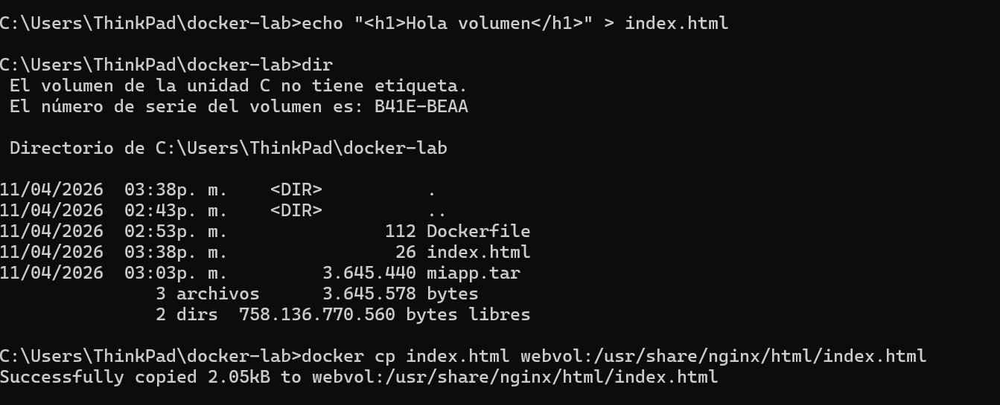 C:\Users\ThinkPad\docker-lab>echo "<h1>Hola volumen</h1>" > index.html
C:\Users\ThinkPad\docker-lab>dir
El volumen de la unidad C no tiene etiqueta.
El número de serie del volumen es: B41E-BEAA
Directorio de C:\Users\ThinkPad\docker-lab
11/04/2026  03:38p. m.    <DIR>          .
11/04/2026  02:43p. m.    <DIR>          ..
11/04/2026  02:53p. m.               112 Dockerfile
11/04/2026  03:38p. m.                26 index.html
11/04/2026  03:03p. m.         3.645.440 miapp.tar
3 archivos      3.645.578 bytes
2 dirs  758.136.770.560 bytes libres
C:\Users\ThinkPad\docker-lab>docker cp index.html webvol:/usr/share/nginx/html/index.html
Successfully copied 2.05kB to webvol:/usr/share/nginx/html/index.html